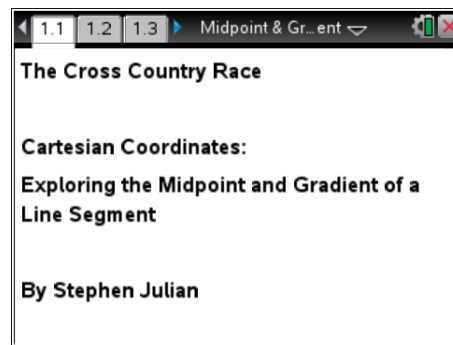 1.1 1.2 1.3 Midpoint & Gr...ent
The Cross Country Race
Cartesian Coordinates:
Exploring the Midpoint and Gradient of a
Line Segment
By Stephen Julian